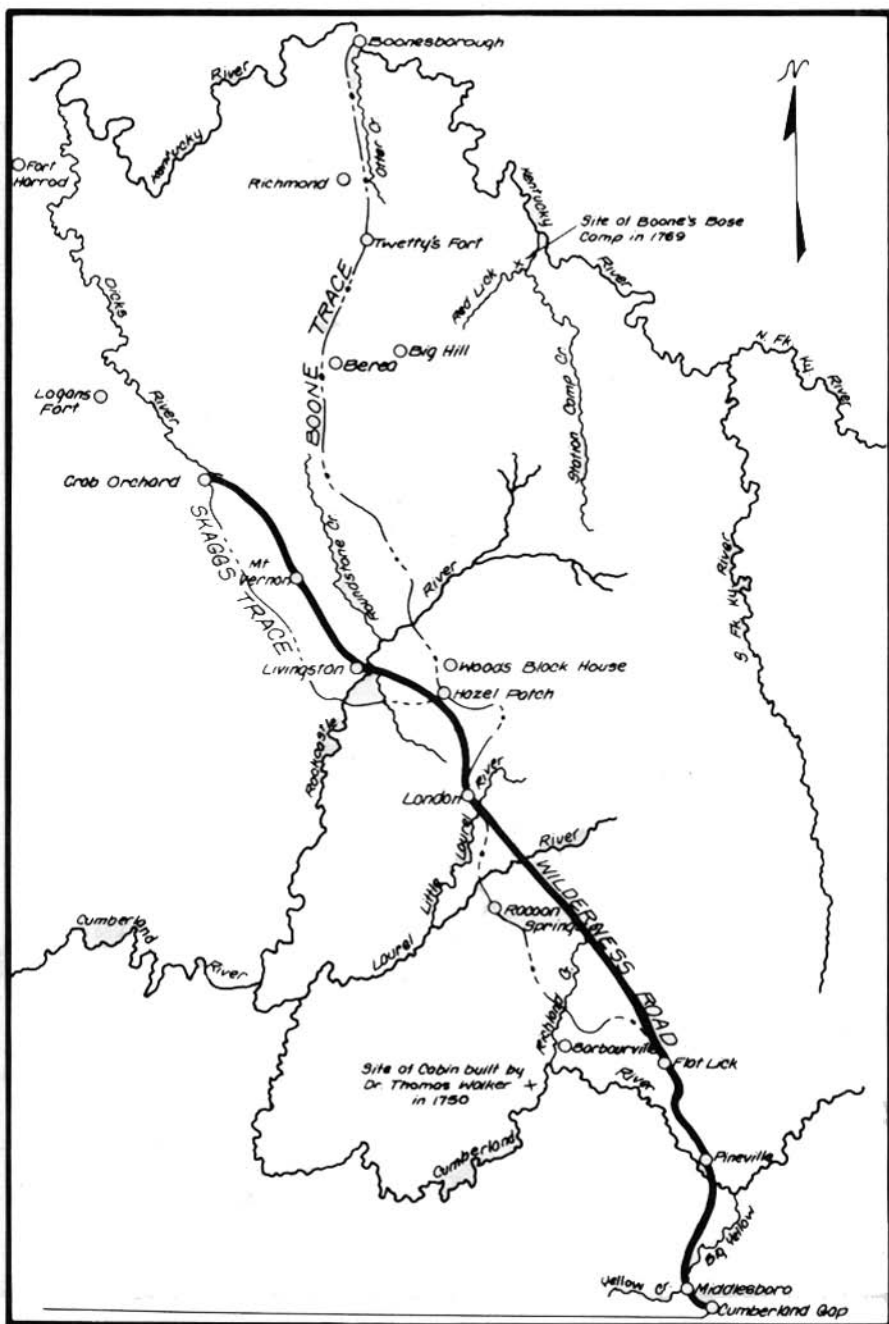 Boonesborough
N
River
Kentucky
Otter Cr
Fort
Harrod
Richmond
Kentucky
River
Site of Boone's Base
Camp in 1769
Twetty's Fort
Red Lick
Dicks
River
BOONE TRACE
Big Hill
Berea
N. Fk Ky River
Logans
Fort
Station Camp Cr
Crab Orchard
SKAGGS TRACE
Roundstone Cr
River
Mt
Vernon
S Fk Ky River
Livingston
Woods Block House
Hazel Patch
Rockcastle
London
River
Little Laurel
River
WILDERNESS ROAD
Racoon
Springs
Cumberland
River
Laurel River
Richland Cr.
Barbourville
Flat Lick
Site of Cabin built by
Dr. Thomas Walker
in 1750
River
Cumberland
Pineville
Yellow Cr
Middlesboro
Cumberland Gap